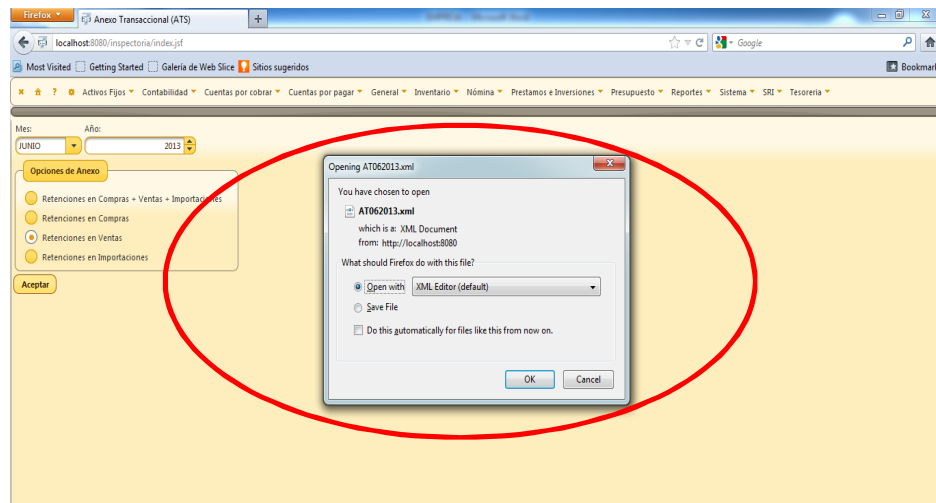 Firefox
Anexo Transaccional (ATS)
localhost:8080/inspectoria/index.jsf
Google
Most Visited Getting Started Galería de Web Slice Sitios sugeridos Bookmar
Activos Fijos Contabilidad Cuentas por cobrar Cuentas por pagar General Inventario Nómina Prestamos e Inversiones Presupuesto Reportes Sistema SRI Tesoreria
Mes: Año:
JUNIO 2013
Opciones de Anexo
Retenciones en Compras + Ventas + Importaciones
Retenciones en Compras
Retenciones en Ventas
Retenciones en Importaciones
Aceptar
Opening AT062013.xml
You have chosen to open
AT062013.xml
which is a: XML Document
from: http://localhost:8080
What should Firefox do with this file?
Open with XML Editor (default)
Save File
Do this automatically for files like this from now on.
OK Cancel